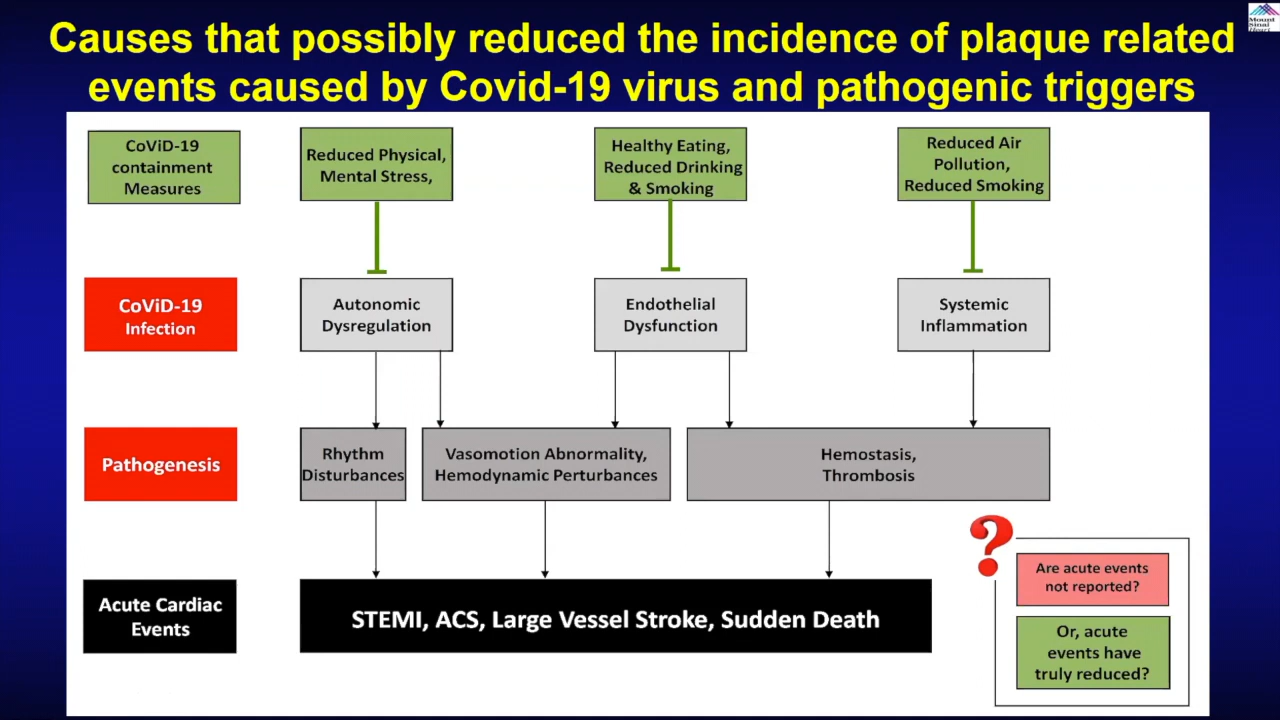 Mount
Sinai
Heart
Causes that possibly reduced the incidence of plaque related
events caused by Covid-19 virus and pathogenic triggers
CoViD-19
containment
Measures
Reduced Physical,
Mental Stress,
Healthy Eating,
Reduced Drinking
& Smoking
Reduced Air
Pollution,
Reduced Smoking
CoViD-19
Infection
Autonomic
Dysregulation
Endothelial
Dysfunction
Systemic
Inflammation
Pathogenesis
Rhythm
Disturbances
Vasomotion Abnormality,
Hemodynamic Perturbances
Hemostasis,
Thrombosis
Acute Cardiac
Events
STEMI, ACS, Large Vessel Stroke, Sudden Death
?
Are acute events
not reported?
Or, acute
events have
truly reduced?